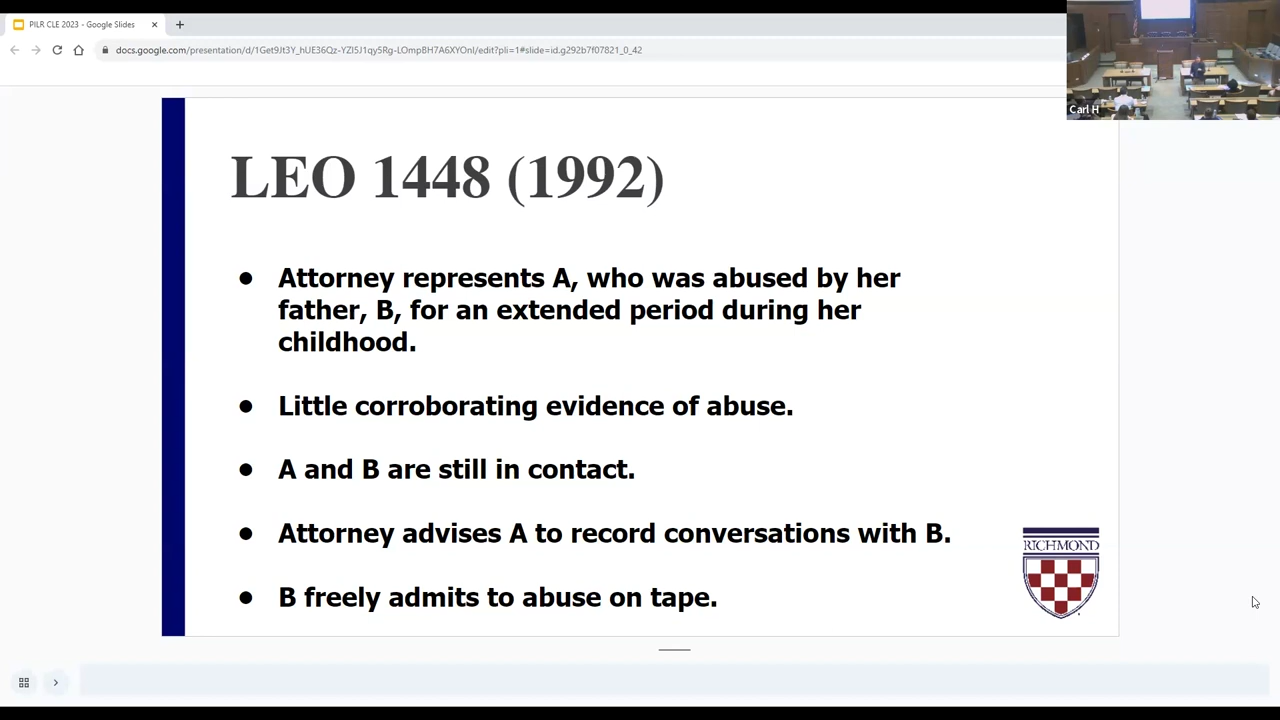 PILR CLE 2023 - Google Slides
docs.google.com/presentation/d/1Get9Jt3Y_hUE36Qz-YZI5J1qy5Rg-LOmpBH7A6XYOnI/edit?pli=1#slide=id.g292b7f07821_0_42
Carl H
LEO 1448 (1992)
● Attorney represents A, who was abused by her
father, B, for an extended period during her
childhood.
● Little corroborating evidence of abuse.
● A and B are still in contact.
● Attorney advises A to record conversations with B.
● B freely admits to abuse on tape.
RICHMOND